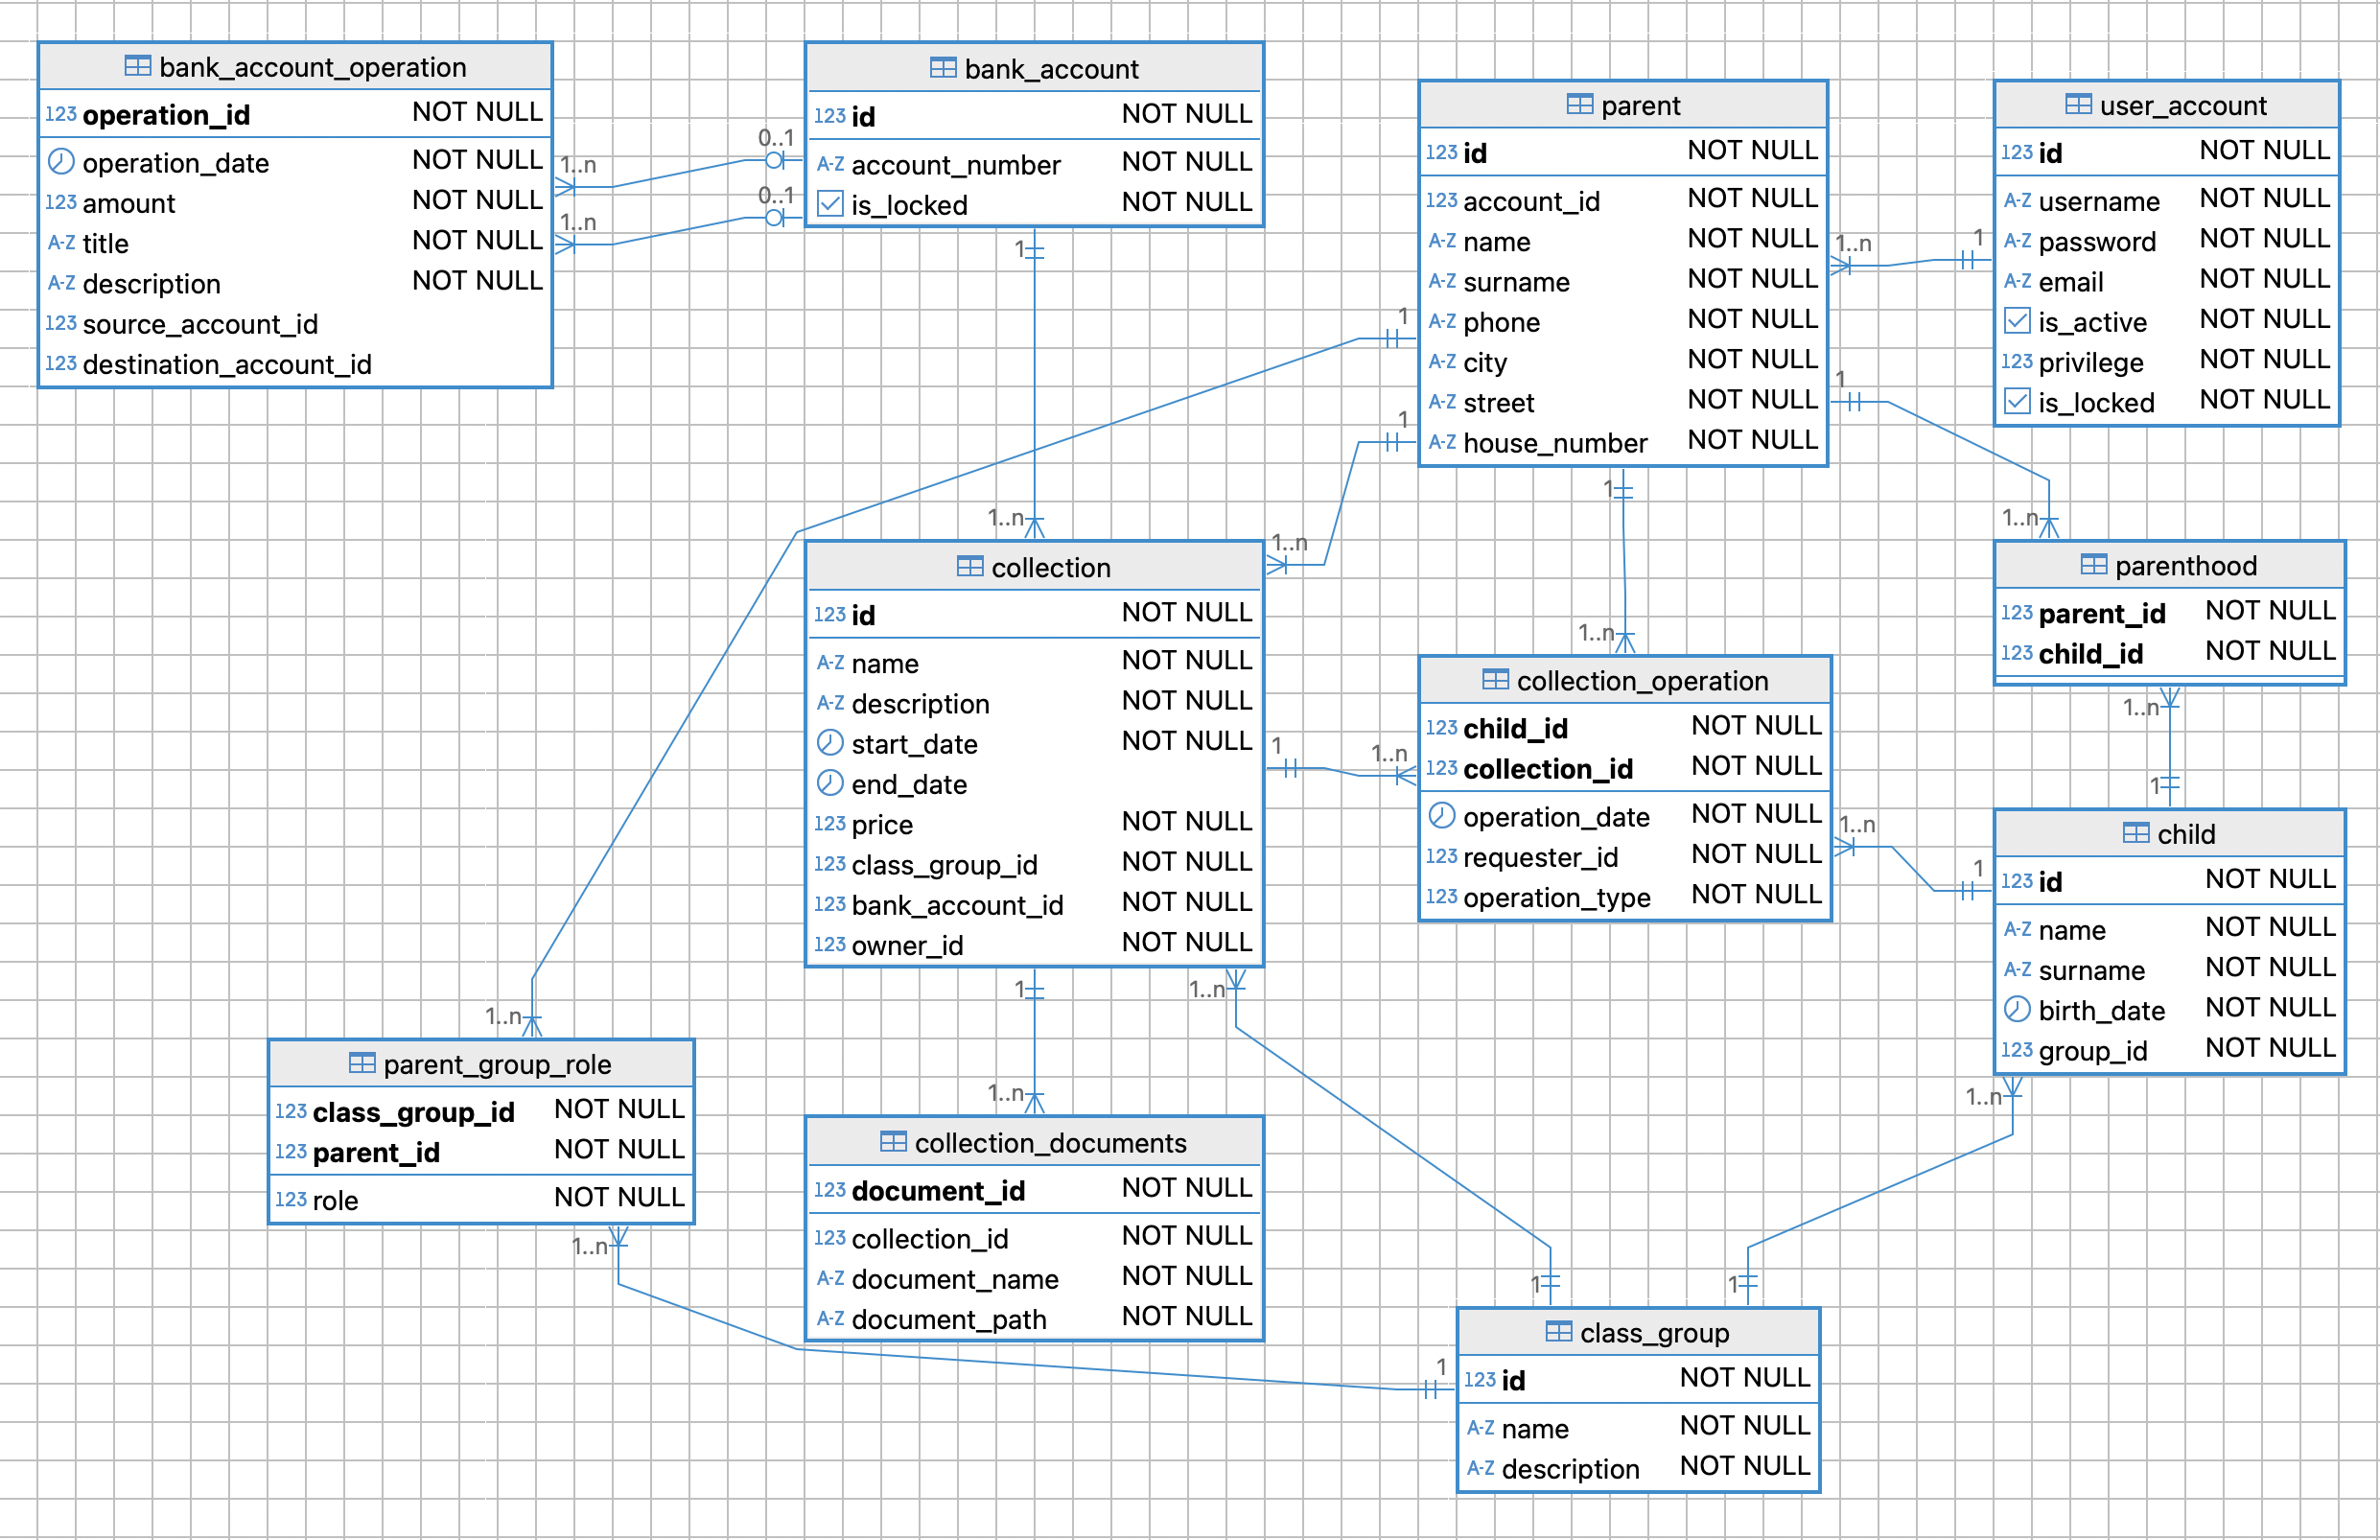 bank_account_operation
123 operation_id NOT NULL
operation_date NOT NULL
123 amount NOT NULL
A-Z title NOT NULL
A-Z description NOT NULL
123 source_account_id
123 destination_account_id
1..n
1..n
0..1
0..1
bank_account
123 id NOT NULL
A-Z account_number NOT NULL
is_locked NOT NULL
1
1..n
parent
123 id NOT NULL
123 account_id NOT NULL
A-Z name NOT NULL
A-Z surname NOT NULL
A-Z phone NOT NULL
A-Z city NOT NULL
A-Z street NOT NULL
A-Z house_number NOT NULL
1
1
1..n
1
1
1..n
1
user_account
123 id NOT NULL
A-Z username NOT NULL
A-Z password NOT NULL
A-Z email NOT NULL
is_active NOT NULL
123 privilege NOT NULL
is_locked NOT NULL
1..n
collection
123 id NOT NULL
A-Z name NOT NULL
A-Z description NOT NULL
start_date NOT NULL
end_date
123 price NOT NULL
123 class_group_id NOT NULL
123 bank_account_id NOT NULL
123 owner_id NOT NULL
1..n
1
1..n
1
1..n
1..n
collection_operation
123 child_id NOT NULL
123 collection_id NOT NULL
operation_date NOT NULL
123 requester_id NOT NULL
123 operation_type NOT NULL
1..n
1
parenthood
123 parent_id NOT NULL
123 child_id NOT NULL
1..n
1
child
123 id NOT NULL
A-Z name NOT NULL
A-Z surname NOT NULL
birth_date NOT NULL
123 group_id NOT NULL
1..n
1..n
parent_group_role
123 class_group_id NOT NULL
123 parent_id NOT NULL
123 role NOT NULL
1..n
1..n
collection_documents
123 document_id NOT NULL
123 collection_id NOT NULL
A-Z document_name NOT NULL
A-Z document_path NOT NULL
1
1
1
class_group
123 id NOT NULL
A-Z name NOT NULL
A-Z description NOT NULL